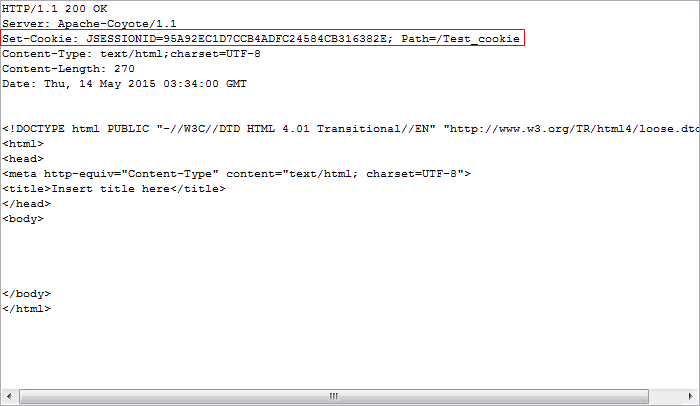 HTTP/1.1 200 OK
Server: Apache-Coyote/1.1
Set-Cookie: JSESSIONID=95A92EC1D7CCB4ADFC24584CB316382E; Path=/Test_cookie
Content-Type: text/html;charset=UTF-8
Content-Length: 270
Date: Thu, 14 May 2015 03:34:00 GMT
<!DOCTYPE html PUBLIC "-//W3C//DTD HTML 4.01 Transitional//EN" "http://www.w3.org/TR/html4/loose.dtd
<html>
<head>
<meta http-equiv="Content-Type" content="text/html; charset=UTF-8">
<title>Insert title here</title>
</head>
<body>
</body>
</html>